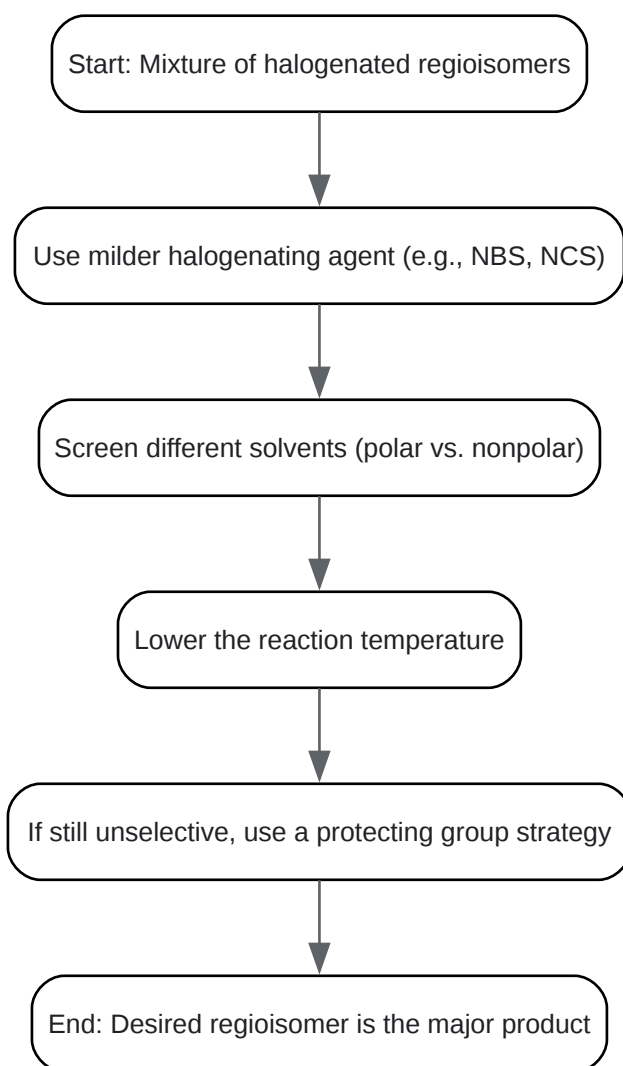 Start: Mixture of halogenated regioisomers
Use milder halogenating agent (e.g., NBS, NCS)
Screen different solvents (polar vs. nonpolar)
Lower the reaction temperature
If still unselective, use a protecting group strategy
End: Desired regioisomer is the major product